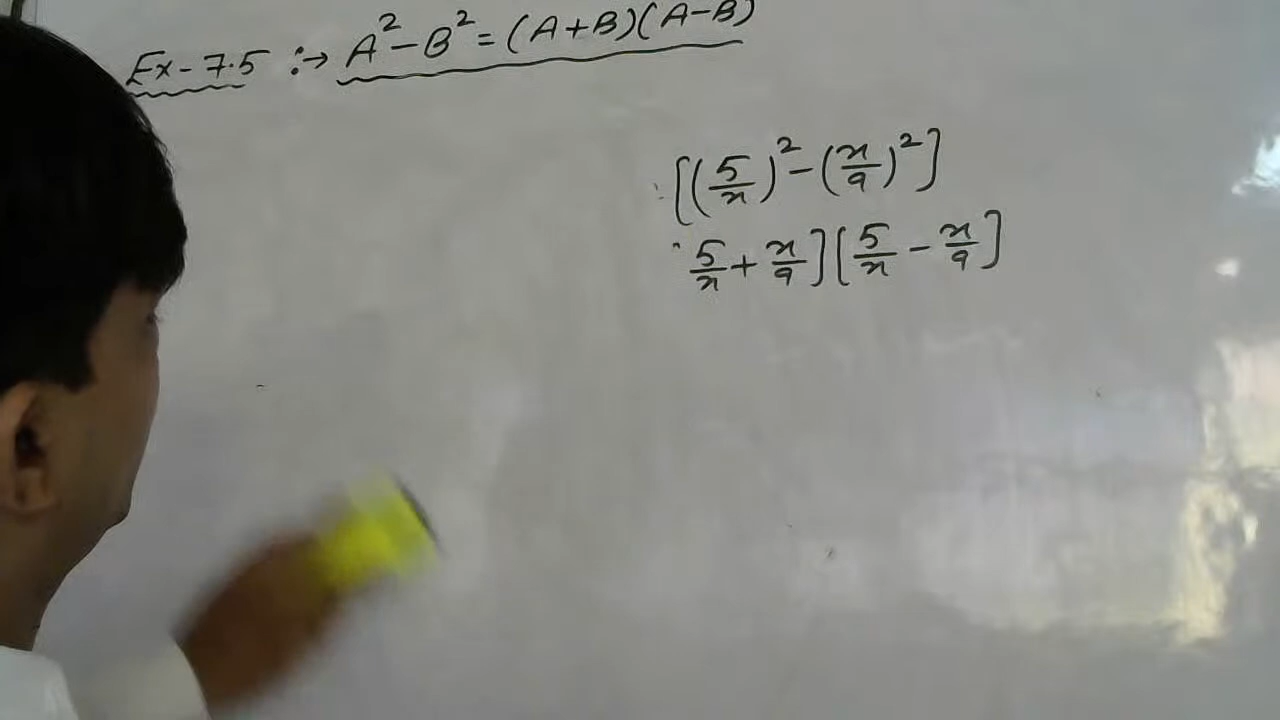 Ex-7.5 :→ A²-B² = (A+B)(A-B)
[(5/x)² - (x/9)²]
5/x + x/9][5/x - x/9]